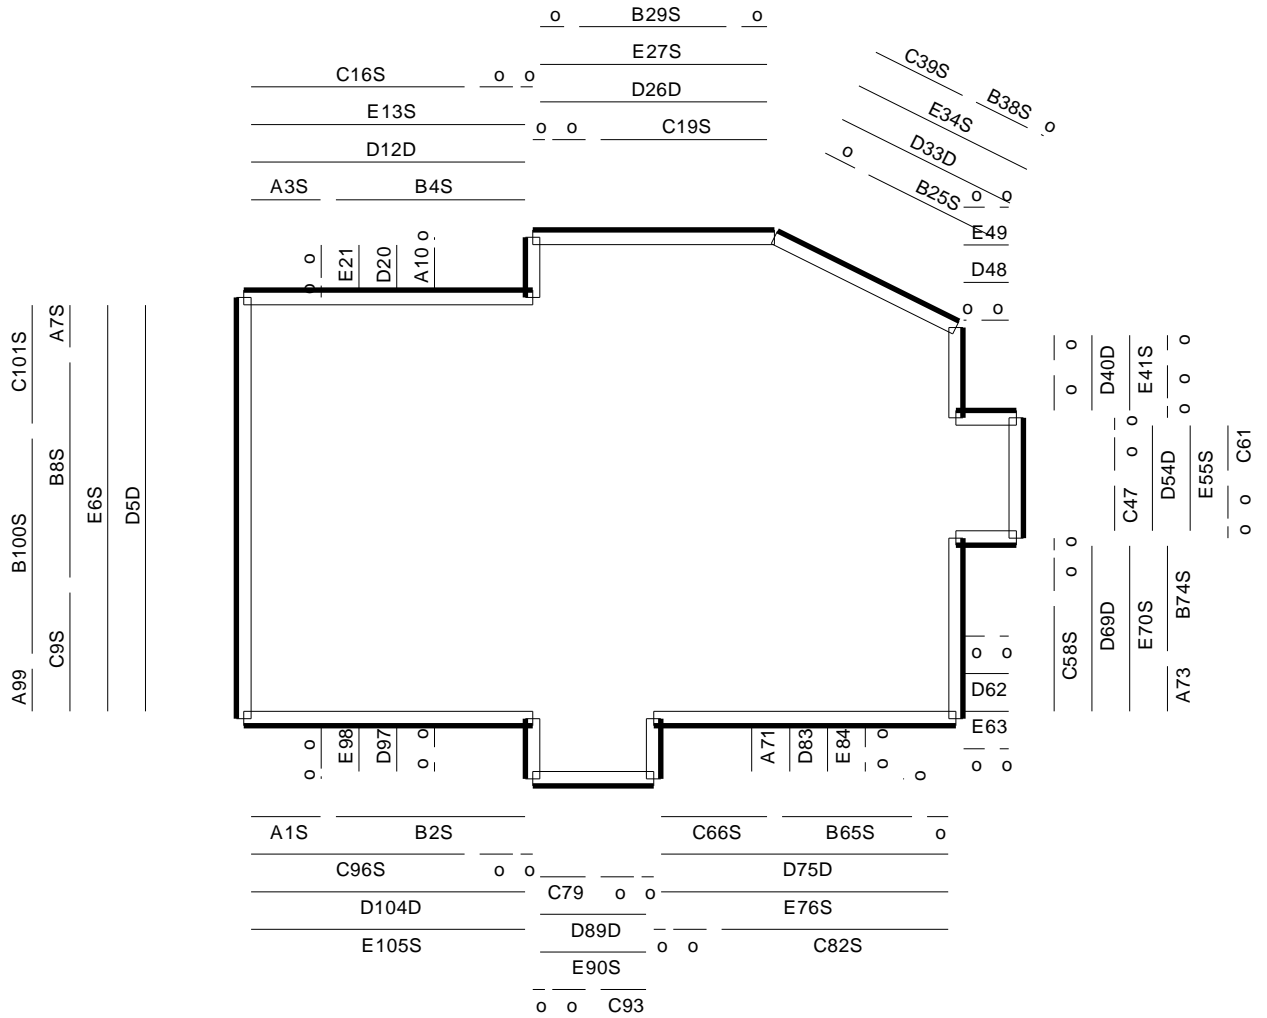 o B29S o
E27S
D26D
o o C19S
C16S o o
E13S
D12D
A3S B4S
C39S B38S o
E34S
D33D
o B25S
o o
E49
D48
o o
o o E21 D20 A10 o
C101S B100S A99
A7S B8S C9S
E6S
D5D
o o D40D E41S o o o
o o C47 D54D E55S C61 o o
o o C58S D69D E70S B74S A73
o o
D62
E63
o o
o o E98 D97 o o
A71 D83 E84 o o o
A1S B2S
C96S o o
D104D
E105S
C79 o o
D89D
E90S
o o C93
C66S B65S o
D75D
E76S
o o C82S